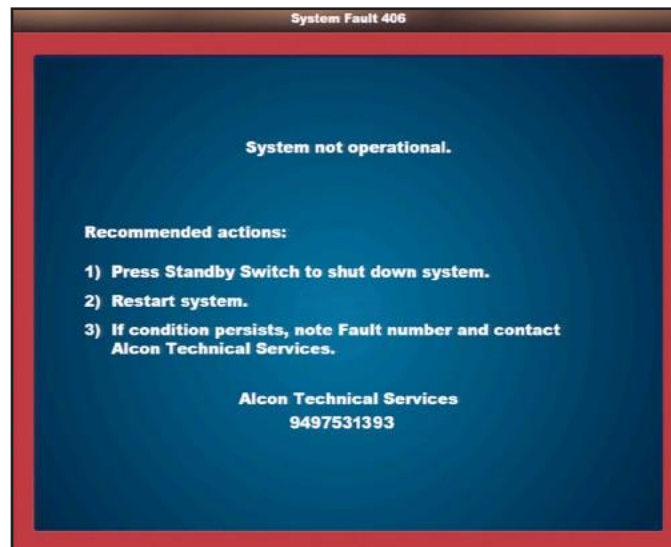 System Fault 406
System not operational.
Recommended actions:
1) Press Standby Switch to shut down system.
2) Restart system.
3) If condition persists, note Fault number and contact
Alcon Technical Services.
Alcon Technical Services
9497531393